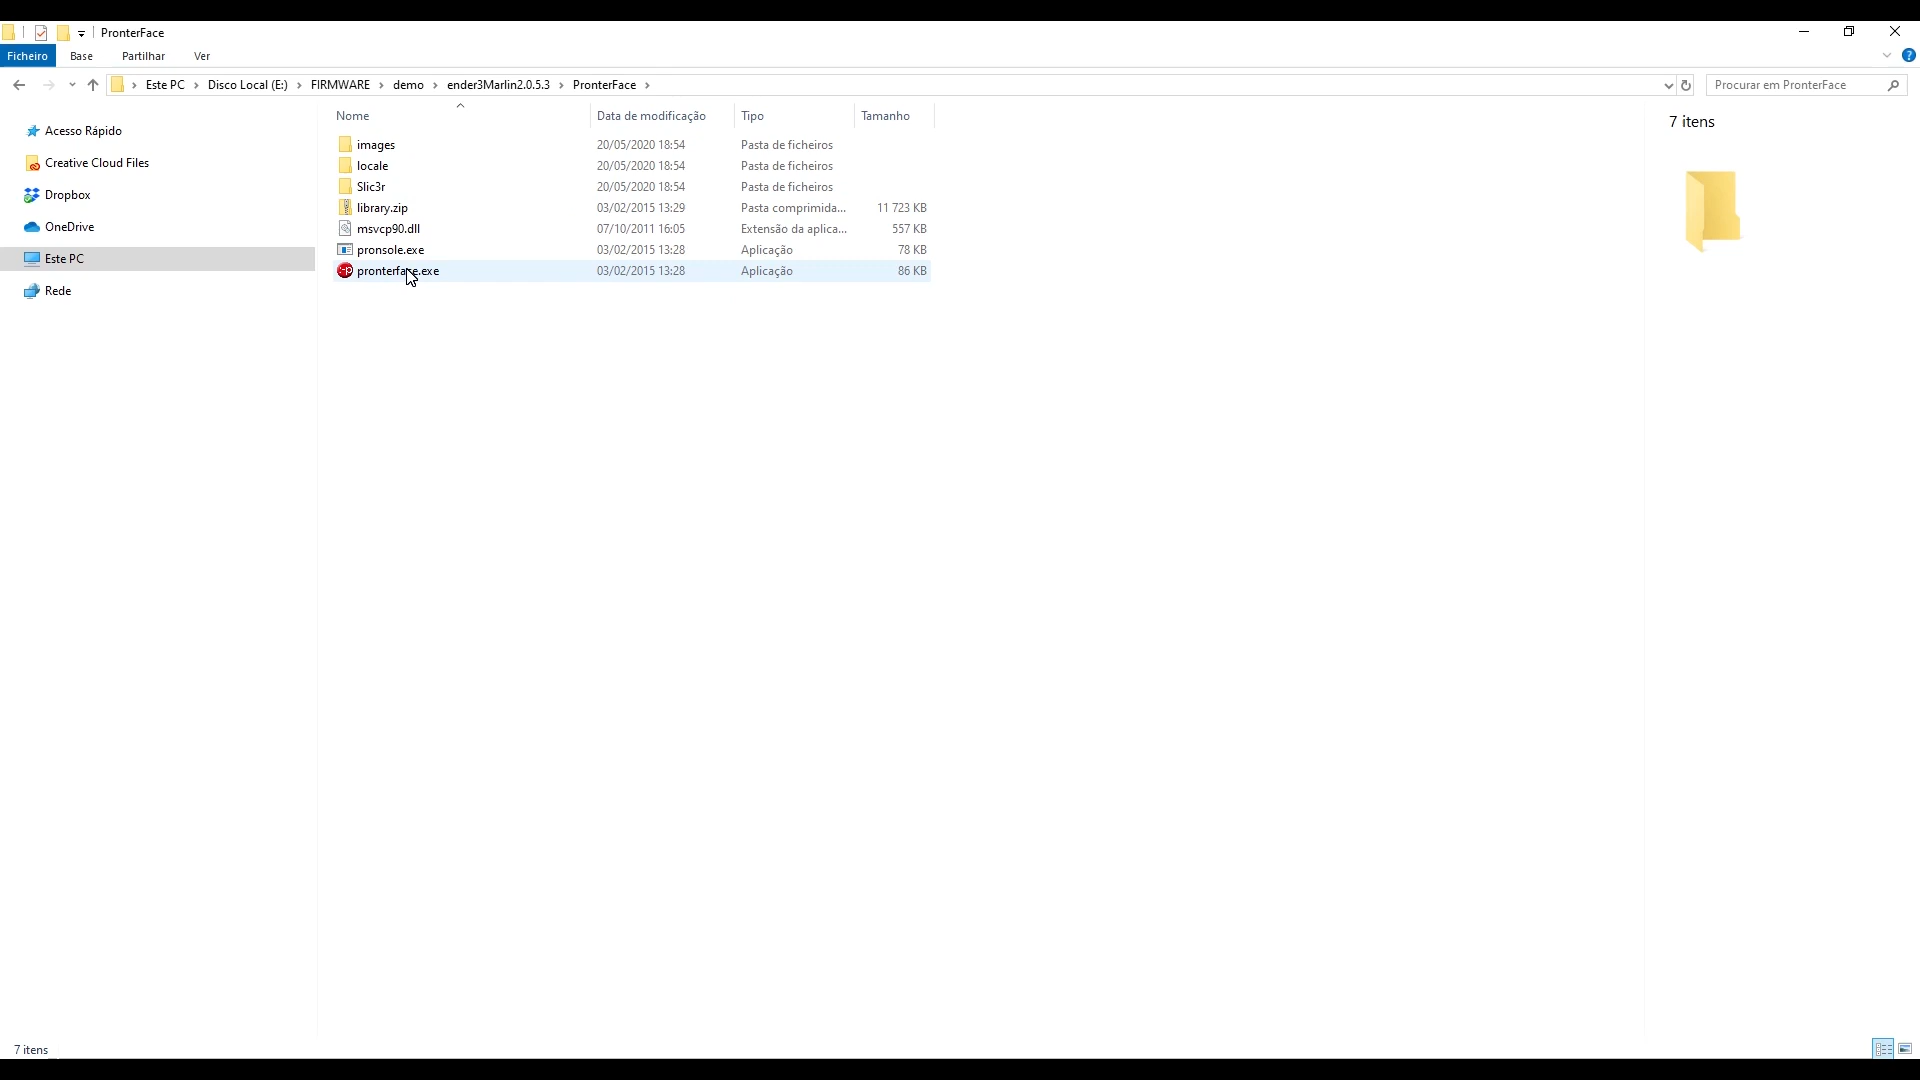 PronterFace
Ficheiro Base Partilhar Ver
Este PC Disco Local (E:) FIRMWARE demo ender3Marlin2.0.5.3 PronterFace
Procurar em PronterFace
Acesso Rápido
Creative Cloud Files
Dropbox
OneDrive
Este PC
Rede
Nome Data de modificação Tipo Tamanho
images 20/05/2020 18:54 Pasta de ficheiros
locale 20/05/2020 18:54 Pasta de ficheiros
Slic3r 20/05/2020 18:54 Pasta de ficheiros
library.zip 03/02/2015 13:29 Pasta comprimida... 11 723 KB
msvcp90.dll 07/10/2011 16:05 Extensão da aplica... 557 KB
pronsole.exe 03/02/2015 13:28 Aplicação 78 KB
pronterface.exe 03/02/2015 13:28 Aplicação 86 KB
7 itens
7 itens